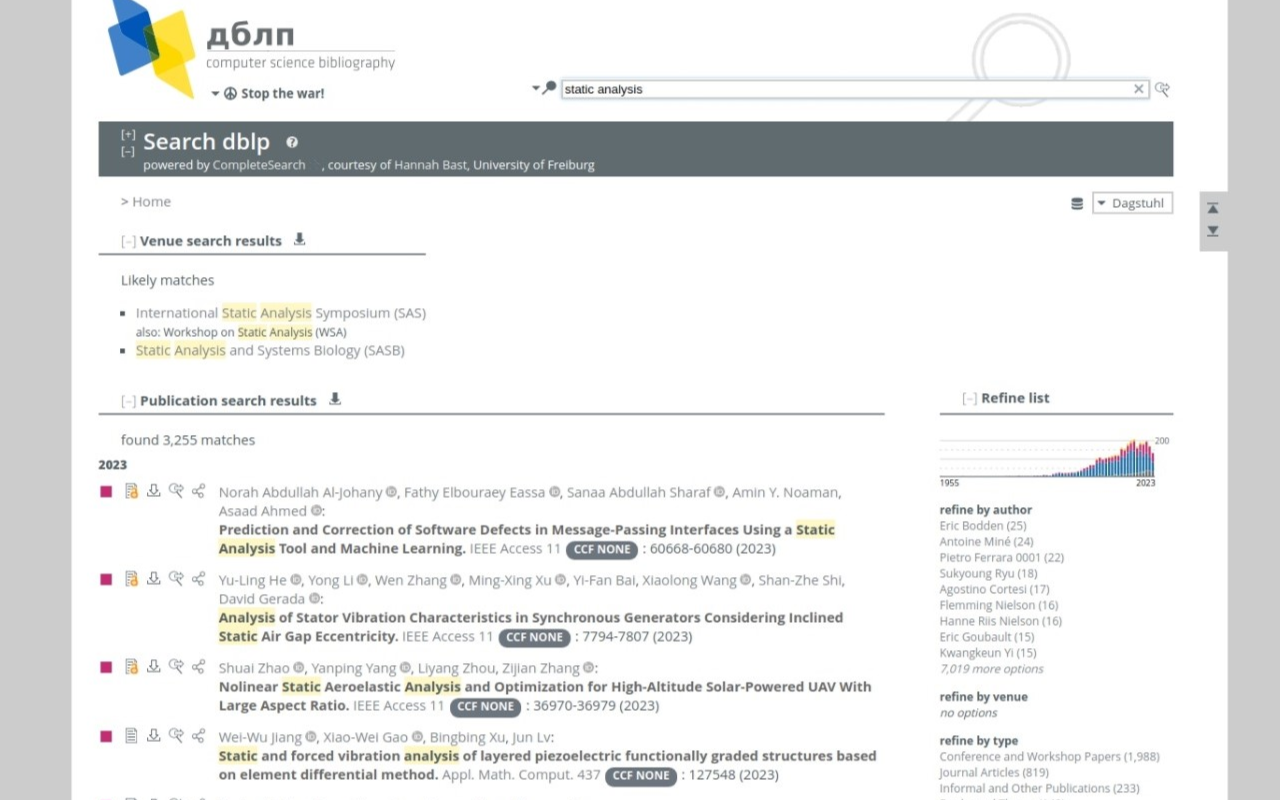 дблп
computer science bibliography
Stop the war!
static analysis
[+]
[–]
Search dblp
powered by CompleteSearch , courtesy of Hannah Bast, University of Freiburg
> Home
Dagstuhl
[–] Venue search results
Likely matches
International Static Analysis Symposium (SAS)
also: Workshop on Static Analysis (WSA)
Static Analysis and Systems Biology (SASB)
[–] Publication search results
found 3,255 matches
2023
Norah Abdullah Al-Johany, Fathy Elbouraey Eassa, Sanaa Abdullah Sharaf, Amin Y. Noaman,
Asaad Ahmed:
Prediction and Correction of Software Defects in Message-Passing Interfaces Using a Static
Analysis Tool and Machine Learning. IEEE Access 11 CCF NONE : 60668-60680 (2023)
Yu-Ling He, Yong Li, Wen Zhang, Ming-Xing Xu, Yi-Fan Bai, Xiaolong Wang, Shan-Zhe Shi,
David Gerada:
Analysis of Stator Vibration Characteristics in Synchronous Generators Considering Inclined
Static Air Gap Eccentricity. IEEE Access 11 CCF NONE : 7794-7807 (2023)
Shuai Zhao, Yanping Yang, Liyang Zhou, Zijian Zhang:
Nolinear Static Aeroelastic Analysis and Optimization for High-Altitude Solar-Powered UAV With
Large Aspect Ratio. IEEE Access 11 CCF NONE : 36970-36979 (2023)
Wei-Wu Jiang, Xiao-Wei Gao, Bingbing Xu, Jun Lv:
Static and forced vibration analysis of layered piezoelectric functionally graded structures based
on element differential method. Appl. Math. Comput. 437 CCF NONE : 127548 (2023)
[–] Refine list
200
1955 2023
refine by author
Eric Bodden (25)
Antoine Miné (24)
Pietro Ferrara 0001 (22)
Sukyoung Ryu (18)
Agostino Cortesi (17)
Flemming Nielson (16)
Hanne Riis Nielson (16)
Eric Goubault (15)
Kwangkeun Yi (15)
7,019 more options
refine by venue
no options
refine by type
Conference and Workshop Papers (1,988)
Journal Articles (819)
Informal and Other Publications (233)